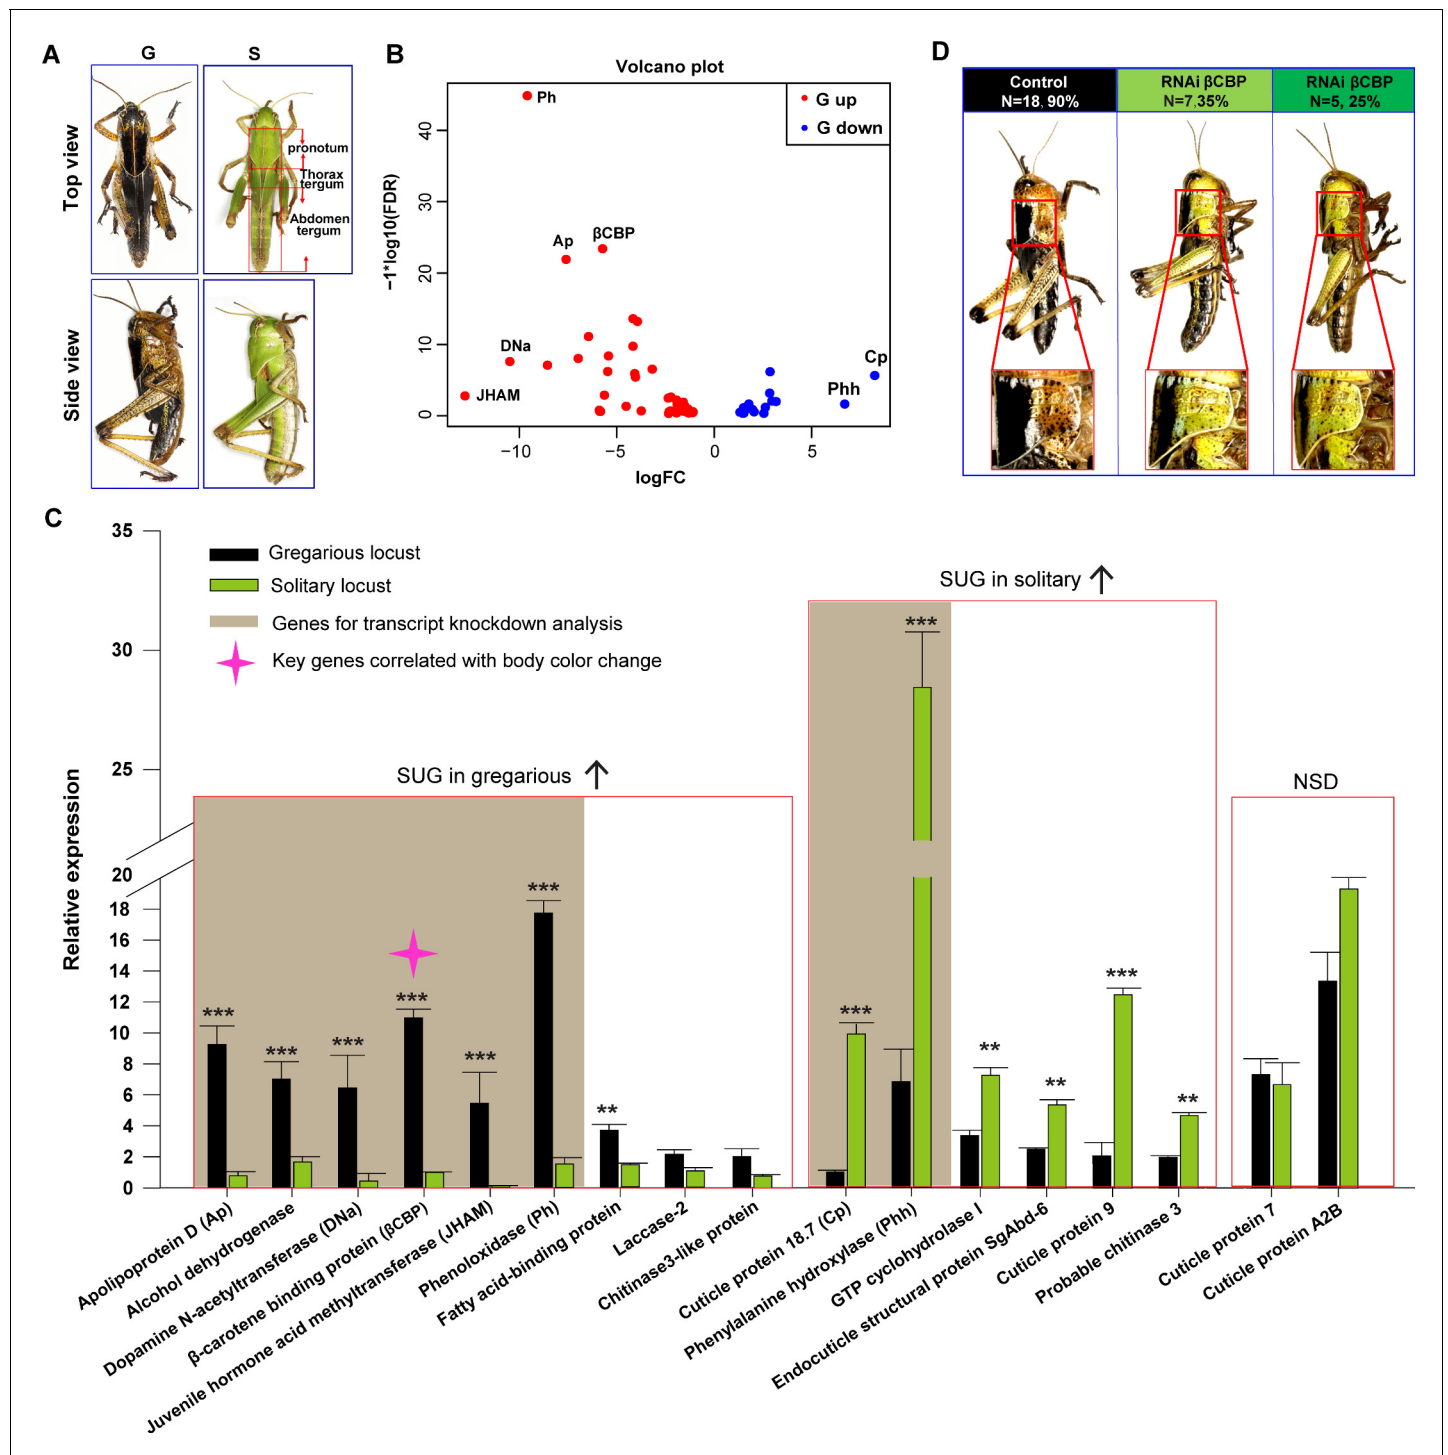 A
G
S
Top view
pronotum
Thorax
tergum
Abdomen
tergum
Side view
B
Volcano plot
G up
G down
Ph
Ap
βCBP
DNa
JHAM
Cp
Phh
−1*log10(FDR)
40
30
20
10
0
−10
−5
0
5
logFC
D
Control
N=18, 90%
RNAi βCBP
N=7,35%
RNAi βCBP
N=5, 25%
C
Gregarious locust
Solitary locust
Genes for transcript knockdown analysis
Key genes correlated with body color change
SUG in gregarious
SUG in solitary
NSD
Relative expression
35
30
25
20
18
16
14
12
10
8
6
4
2
0
***
***
***
***
***
***
**
***
***
**
**
***
**
Apolipoprotein D (Ap)
Alcohol dehydrogenase
Dopamine N-acetyltransferase (DNa)
β-carotene binding protein (βCBP)
Juvenile hormone acid methyltransferase (JHAM)
Phenoloxidase (Ph)
Fatty acid-binding protein
Laccase-2
Chitinase3-like protein
Cuticle protein 18.7 (Cp)
Phenylalanine hydroxylase (Phh)
GTP cyclohydrolase I
Endocuticle structural protein SgAbd-6
Cuticle protein 9
Probable chitinase 3
Cuticle protein 7
Cuticle protein A2B